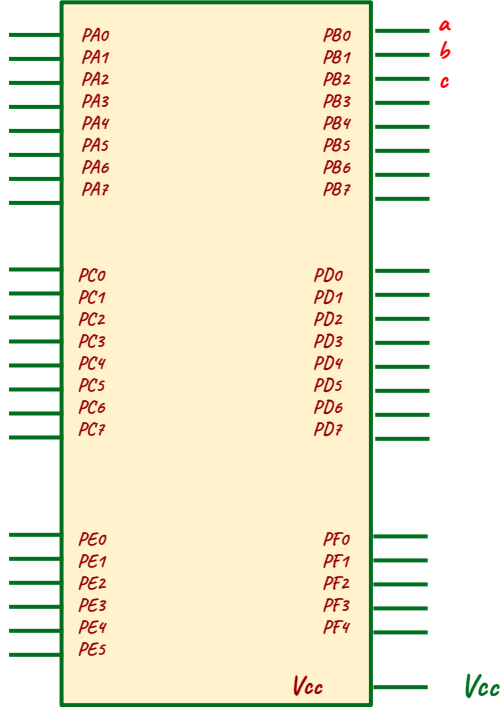 PA0 PB0 a
PA1 PB1 b
PA2 PB2 c
PA3 PB3
PA4 PB4
PA5 PB5
PA6 PB6
PA7 PB7
PC0 PD0
PC1 PD1
PC2 PD2
PC3 PD3
PC4 PD4
PC5 PD5
PC6 PD6
PC7 PD7
PE0 PF0
PE1 PF1
PE2 PF2
PE3 PF3
PE4 PF4
PE5
Vcc Vcc